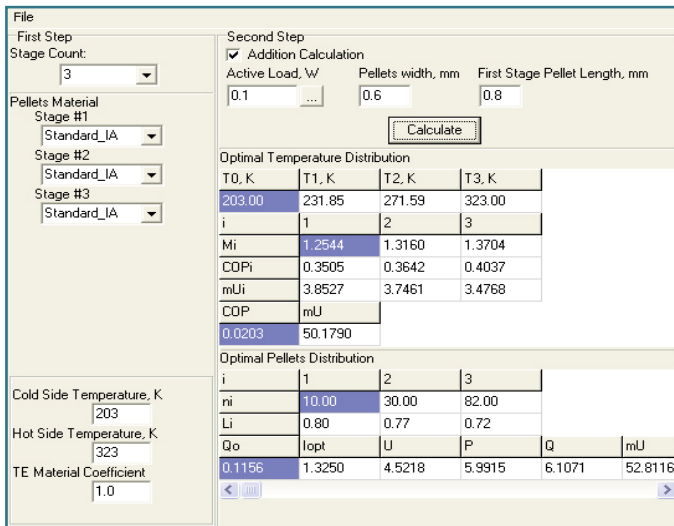 File
First Step
Stage Count:
3
Pellets Material
Stage #1
Standard_IA
Stage #2
Standard_IA
Stage #3
Standard_IA
Cold Side Temperature, K
203
Hot Side Temperature, K
323
TE Material Coefficient
1.0
Second Step
Addition Calculation
Active Load, W Pellets width, mm First Stage Pellet Length, mm
0.1 ... 0.6 0.8
Calculate
Optimal Temperature Distribution
T0, K T1, K T2, K T3, K
203.00 231.85 271.59 323.00
i 1 2 3
Mi 1.2544 1.3160 1.3704
COPi 0.3505 0.3642 0.4037
mUi 3.8527 3.7461 3.4768
COP mU
0.0203 50.1790
Optimal Pellets Distribution
i 1 2 3
ni 10.00 30.00 82.00
Li 0.80 0.77 0.72
Qo Iopt U P Q mU
0.1156 1.3250 4.5218 5.9915 6.1071 52.8116